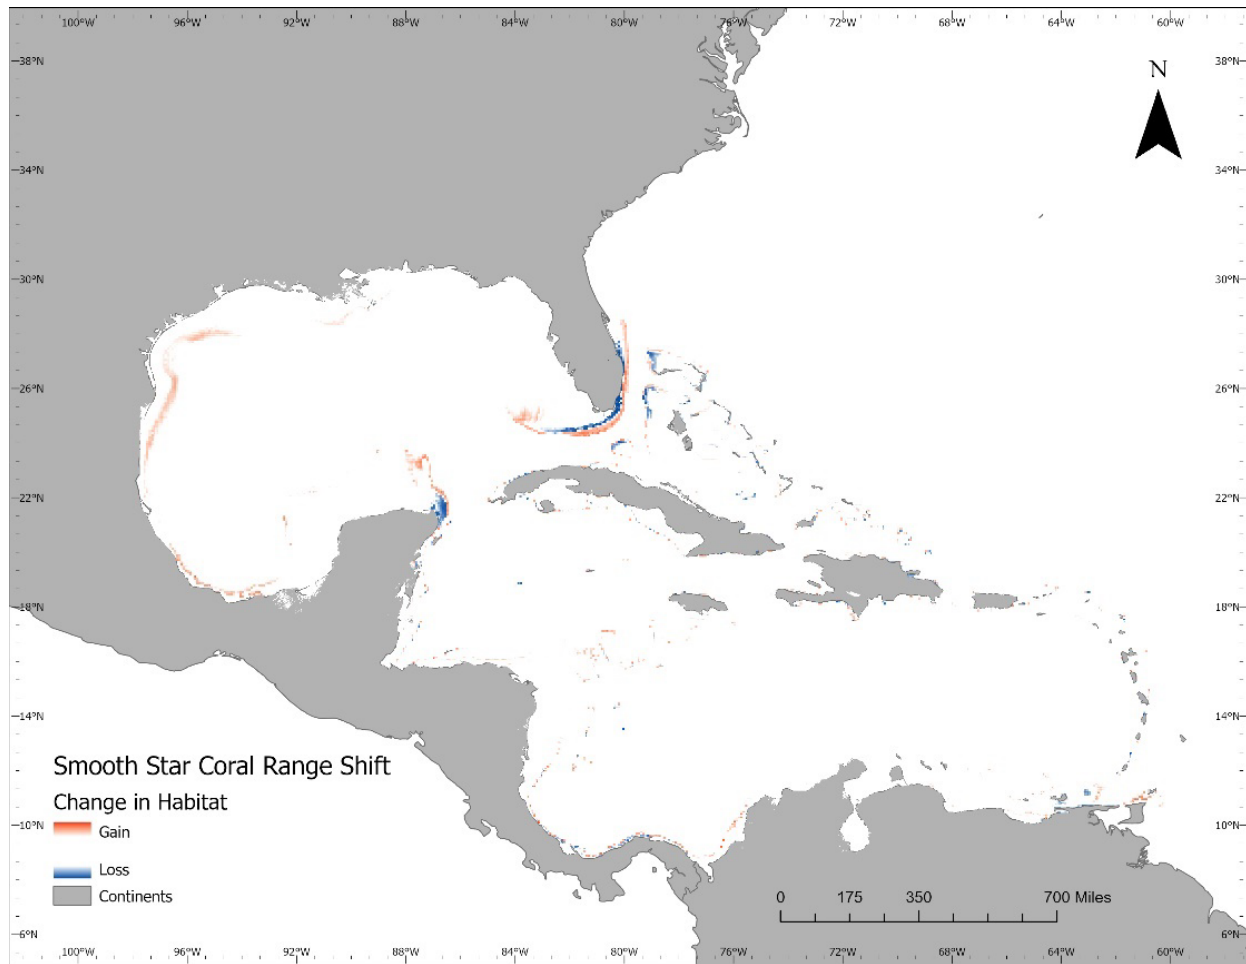 100°W 96°W 92°W 88°W 84°W 80°W 76°W 72°W 68°W 64°W 60°W
38°N 38°N
N
34°N 34°N
30°N 30°N
26°N 26°N
22°N 22°N
18°N 18°N
14°N 14°N
Smooth Star Coral Range Shift
Change in Habitat
Gain
10°N 10°N
Loss
Continents
0 175 350 700 Miles
6°N 6°N
100°W 96°W 92°W 88°W 84°W 80°W 76°W 72°W 68°W 64°W 60°W